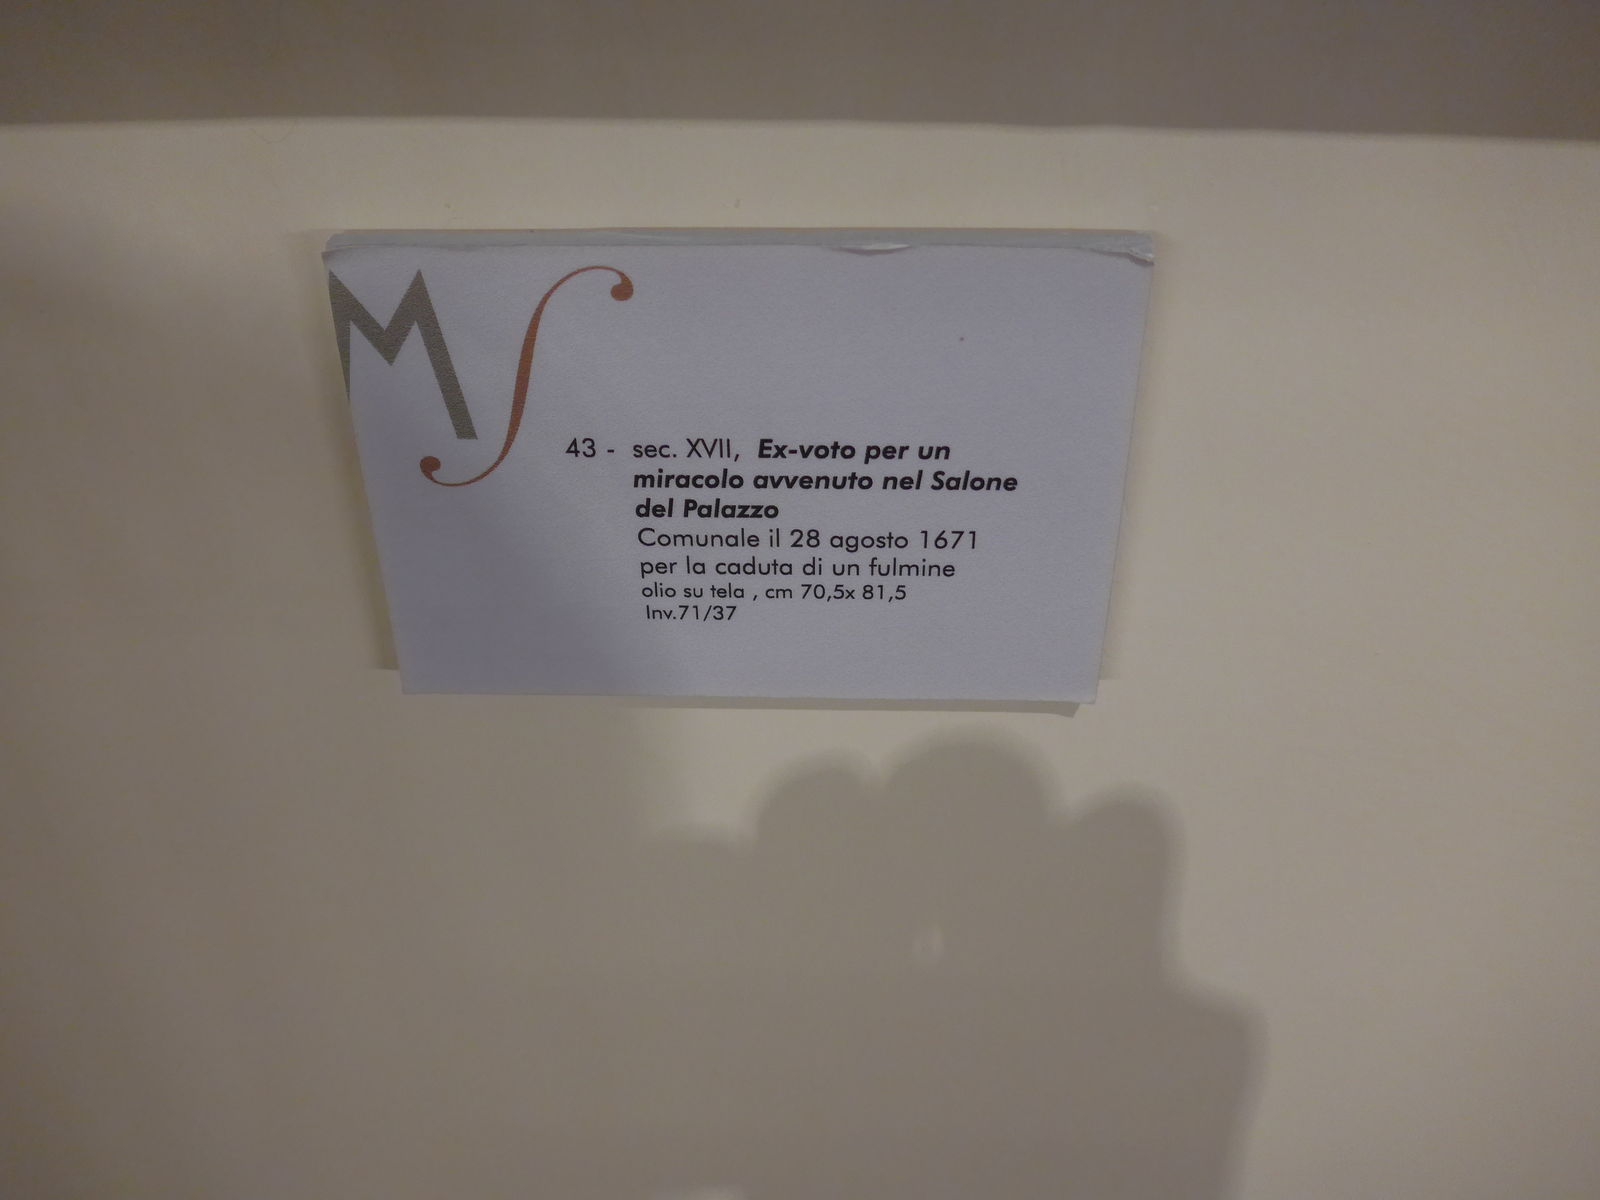 MS
43 - sec. XVII, Ex-voto per un
miracolo avvenuto nel Salone
del Palazzo
Comunale il 28 agosto 1671
per la caduta di un fulmine
olio su tela , cm 70,5x 81,5
Inv.71/37